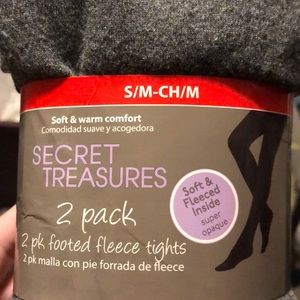 S/M-CH/M
Soft & warm comfort
Comodidad suave y acogedora
SECRET
TREASURES
Soft &
Fleeced
Inside
super
opaque
2 pack
2 pk footed fleece tights
2 pk malla con pie forrada de fleece